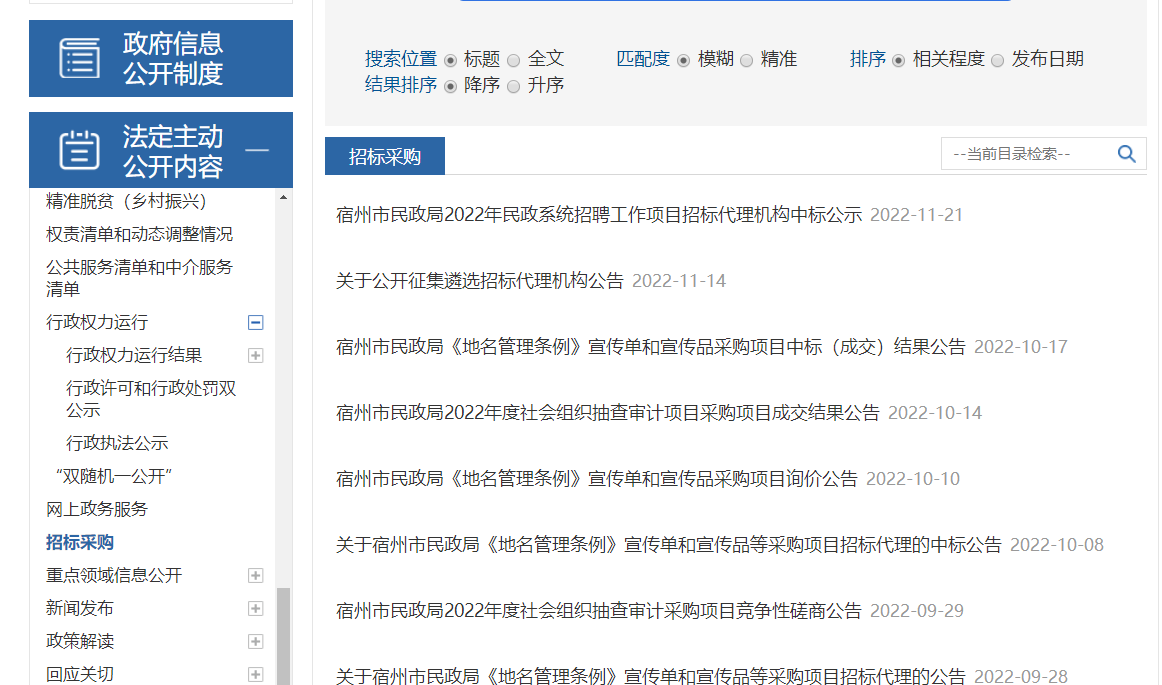 政府信息
公开制度
法定主动
公开内容
精准脱贫（乡村振兴）
权责清单和动态调整情况
公共服务清单和中介服务
清单
行政权力运行
行政权力运行结果
行政许可和行政处罚双
公示
行政执法公示
“双随机一公开”
网上政务服务
招标采购
重点领域信息公开
新闻发布
政策解读
回应关切
搜索位置 标题 全文 匹配度 模糊 精准 排序 相关程度 发布日期
结果排序 降序 升序
招标采购 --当前目录检索--
宿州市民政局2022年民政系统招聘工作项目招标代理机构中标公示 2022-11-21
关于公开征集遴选招标代理机构公告 2022-11-14
宿州市民政局《地名管理条例》宣传单和宣传品采购项目中标（成交）结果公告 2022-10-17
宿州市民政局2022年度社会组织抽查审计项目采购项目成交结果公告 2022-10-14
宿州市民政局《地名管理条例》宣传单和宣传品采购项目询价公告 2022-10-10
关于宿州市民政局《地名管理条例》宣传单和宣传品等采购项目招标代理的中标公告 2022-10-08
宿州市民政局2022年度社会组织抽查审计采购项目竞争性磋商公告 2022-09-29
关于宿州市民政局《地名管理条例》宣传单和宣传品等采购项目招标代理的公告 2022-09-28